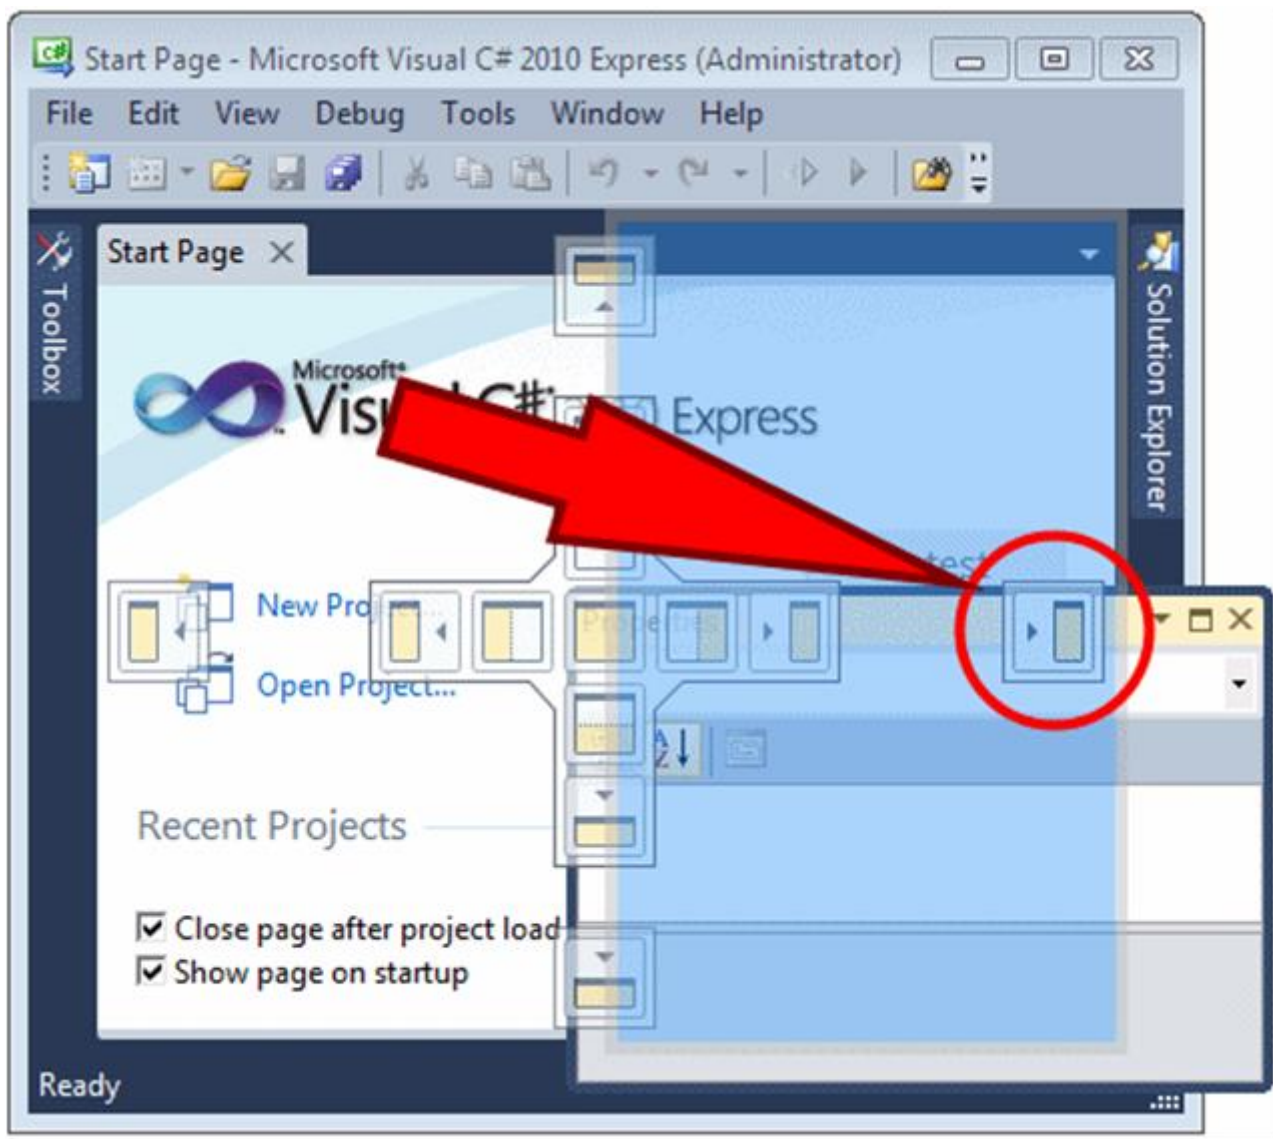 Start Page - Microsoft Visual C# 2010 Express (Administrator)
File Edit View Debug Tools Window Help
Start Page
Toolbox
Solution Explorer
Microsoft
C#
Express
New
Properties
Open Project...
Recent Projects
Close page after project load
Show page on startup
Ready